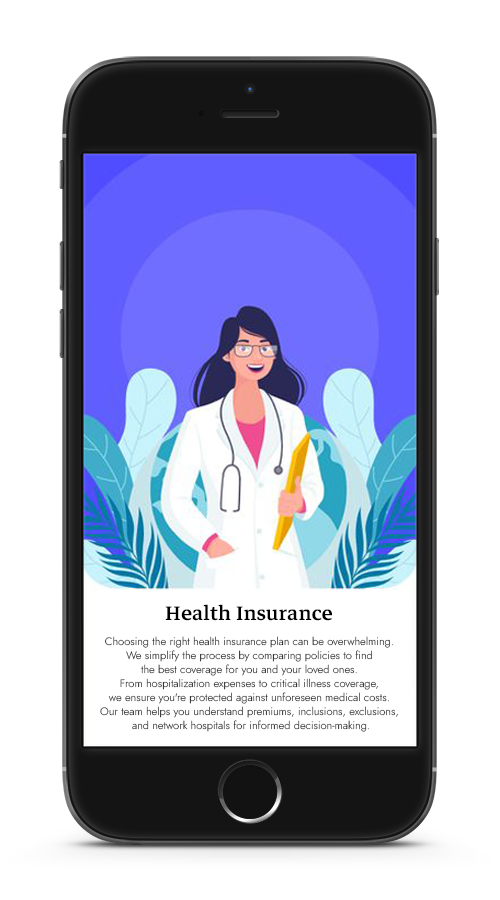 Health Insurance
Choosing the right health insurance plan can be overwhelming.
We simplify the process by comparing policies to find
the best coverage for you and your loved ones.
From hospitalization expenses to critical illness coverage,
we ensure you're protected against unforeseen medical costs.
Our team helps you understand premiums, inclusions, exclusions,
and network hospitals for informed decision-making.